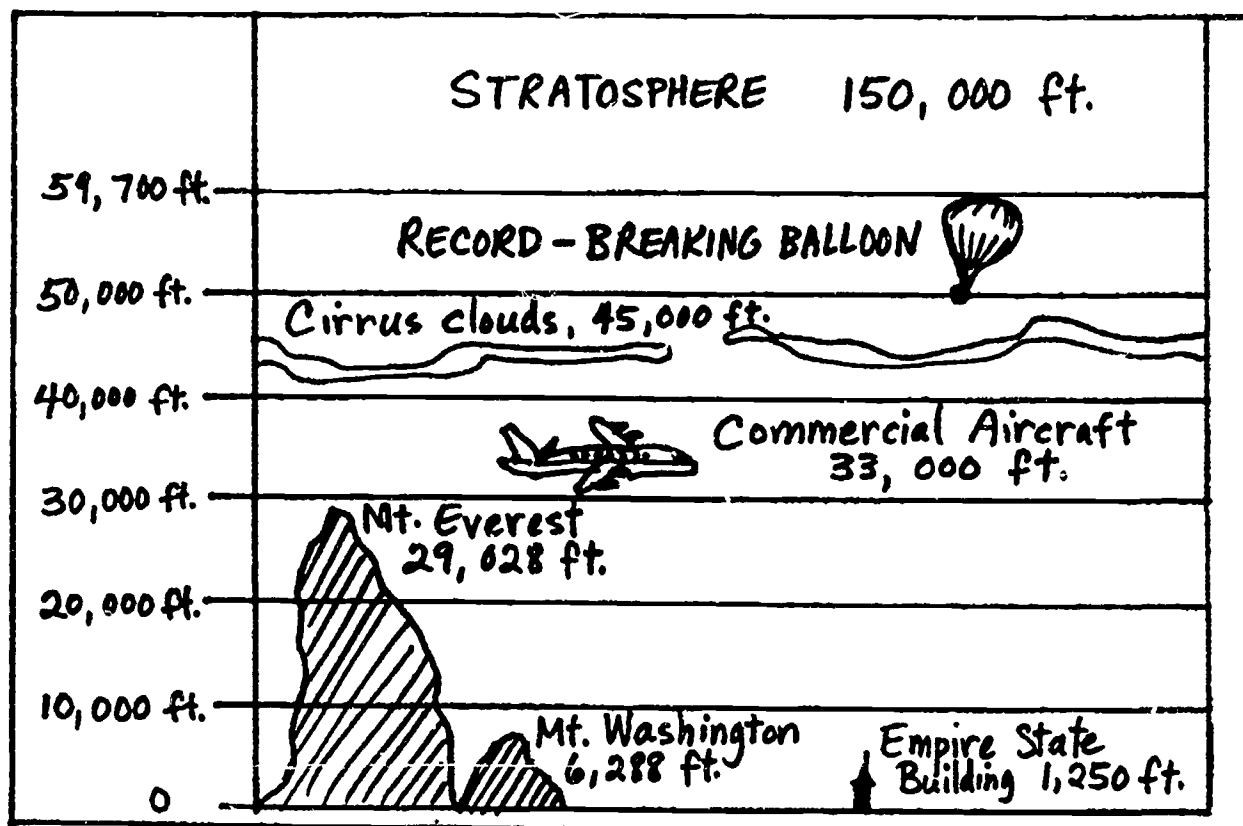 STRATOSPHERE 150,000 ft.
59,700 ft.
RECORD-BREAKING BALLOON
50,000 ft.
Cirrus clouds, 45,000 ft.
40,000 ft.
Commercial Aircraft
33,000 ft.
30,000 ft.
Mt. Everest
29,028 ft.
20,000 ft.
10,000 ft.
Mt. Washington
6,288 ft.
Empire State
Building 1,250 ft.
0